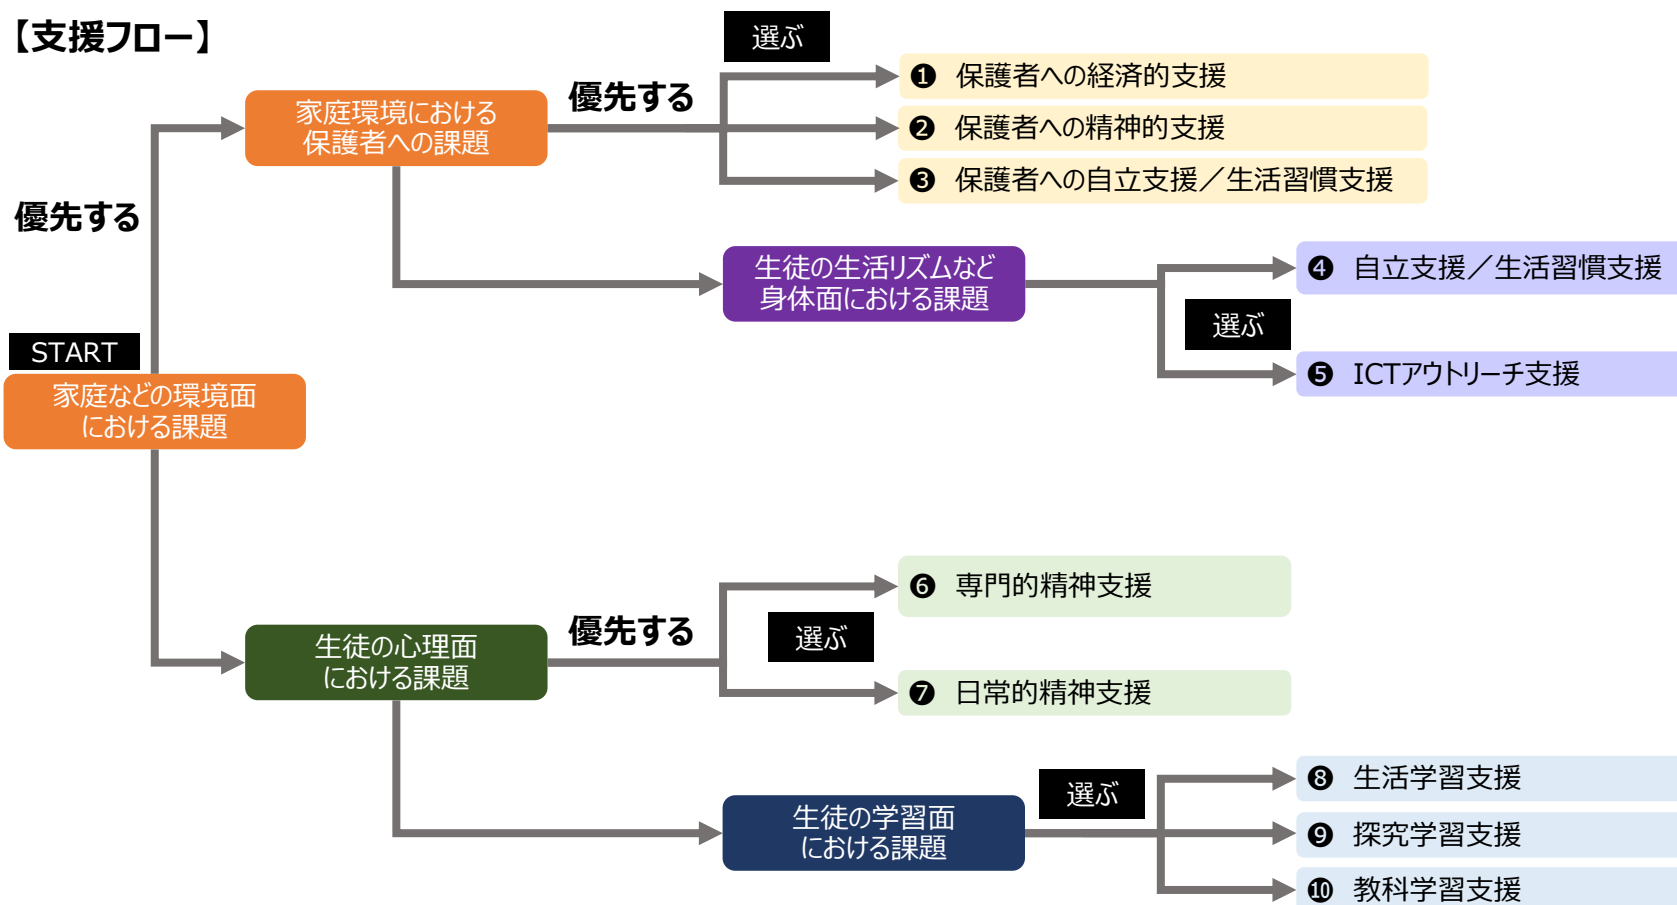 【支援フロー】
選ぶ
❶ 保護者への経済的支援
優先する
家庭環境における
保護者への課題
❷ 保護者への精神的支援
❸ 保護者への自立支援／生活習慣支援
優先する
生徒の生活リズムなど
身体面における課題
❹ 自立支援／生活習慣支援
選ぶ
❺ ICTアウトリーチ支援
START
家庭などの環境面
における課題
❻ 専門的精神支援
優先する
選ぶ
生徒の心理面
における課題
❼ 日常的精神支援
❽ 生活学習支援
選ぶ
生徒の学習面
における課題
❾ 探究学習支援
❿ 教科学習支援